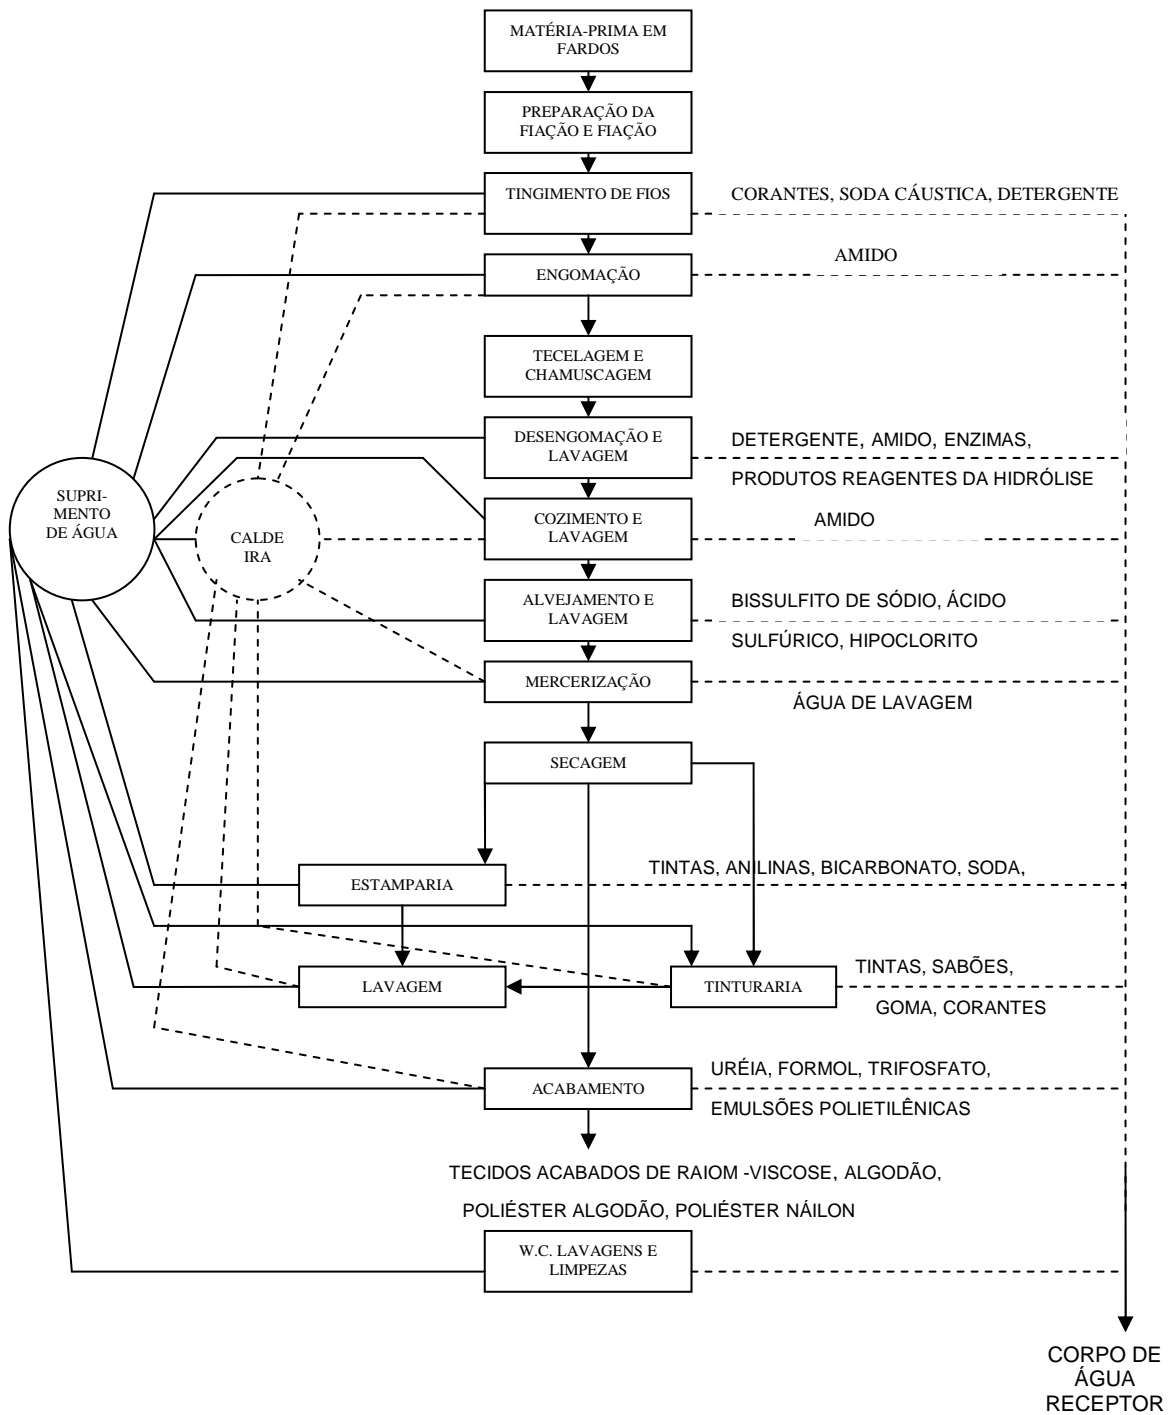 MATÉRIA-PRIMA EM
FARDOS
PREPARAÇÃO DA
FIAÇÃO E FIAÇÃO
TINGIMENTO DE FIOS
CORANTES, SODA CÁUSTICA, DETERGENTE
ENGOMAÇÃO
AMIDO
TECELAGEM E
CHAMUSCAGEM
DESENGOMAÇÃO E
LAVAGEM
DETERGENTE, AMIDO, ENZIMAS,
PRODUTOS REAGENTES DA HIDRÓLISE
SUPRI-
MENTO
DE ÁGUA
CALDE
IRA
COZIMENTO E
LAVAGEM
AMIDO
ALVEJAMENTO E
LAVAGEM
BISSULFITO DE SÓDIO, ÁCIDO
SULFÚRICO, HIPOCLORITO
MERCERIZAÇÃO
ÁGUA DE LAVAGEM
SECAGEM
ESTAMPARIA
TINTAS, ANILINAS, BICARBONATO, SODA,
LAVAGEM
TINTURARIA
TINTAS, SABÕES,
GOMA, CORANTES
ACABAMENTO
URÉIA, FORMOL, TRIFOSFATO,
EMULSÕES POLIETILÊNICAS
TECIDOS ACABADOS DE RAIOM -VISCOSE, ALGODÃO,
POLIÉSTER ALGODÃO, POLIÉSTER NÁILON
W.C. LAVAGENS E
LIMPEZAS
CORPO DE
ÁGUA
RECEPTOR